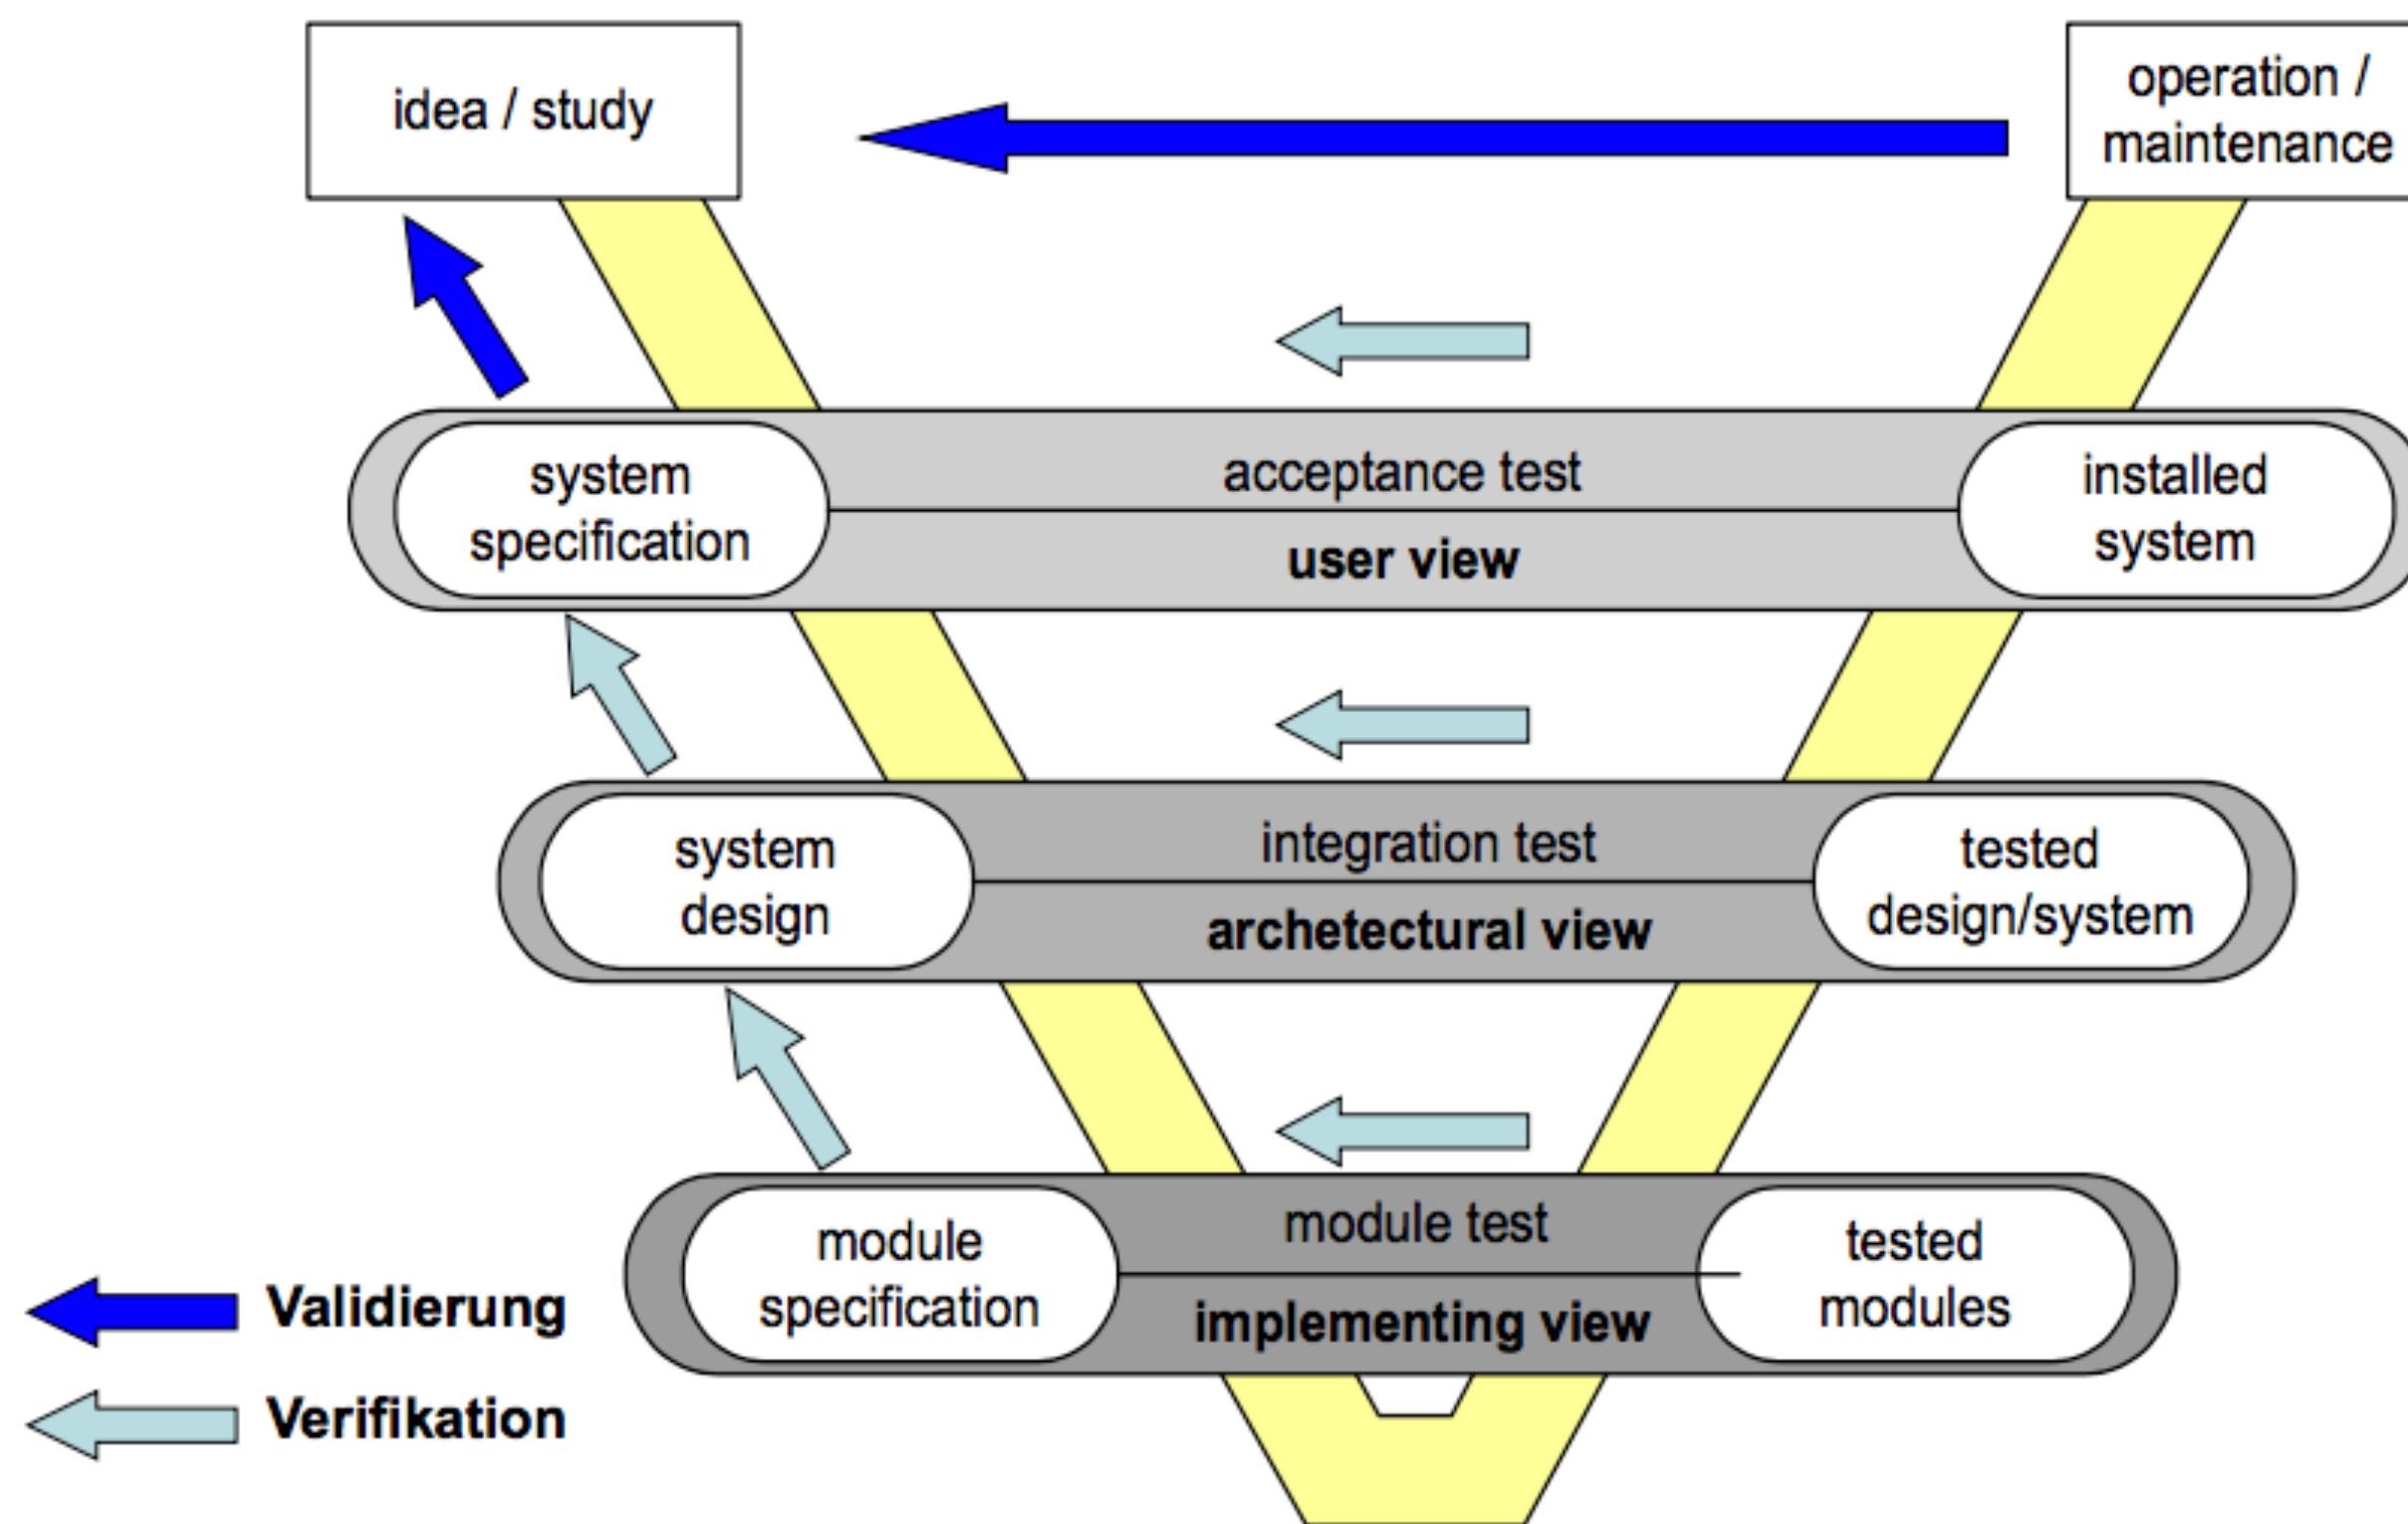 idea / study
operation /
maintenance
system
specification
acceptance test
user view
installed
system
system
design
integration test
archetectural view
tested
design/system
module
specification
module test
implementing view
tested
modules
Validierung
Verifikation